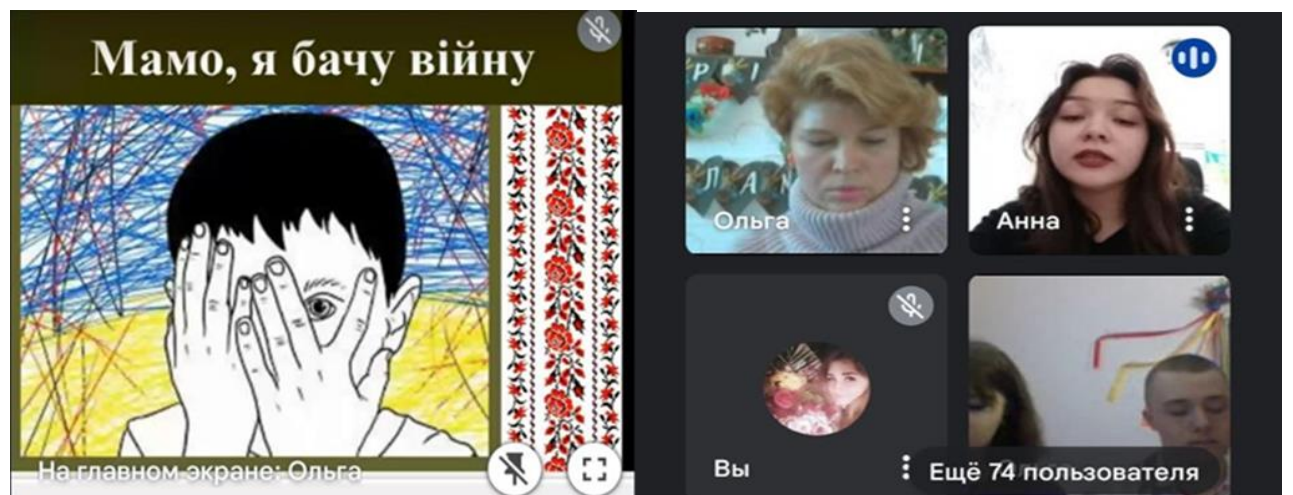 Мамо, я бачу війну
На главном экране: Ольга
Р І
Л А
Ольга
Анна
Вы
Ещё 74 пользователя